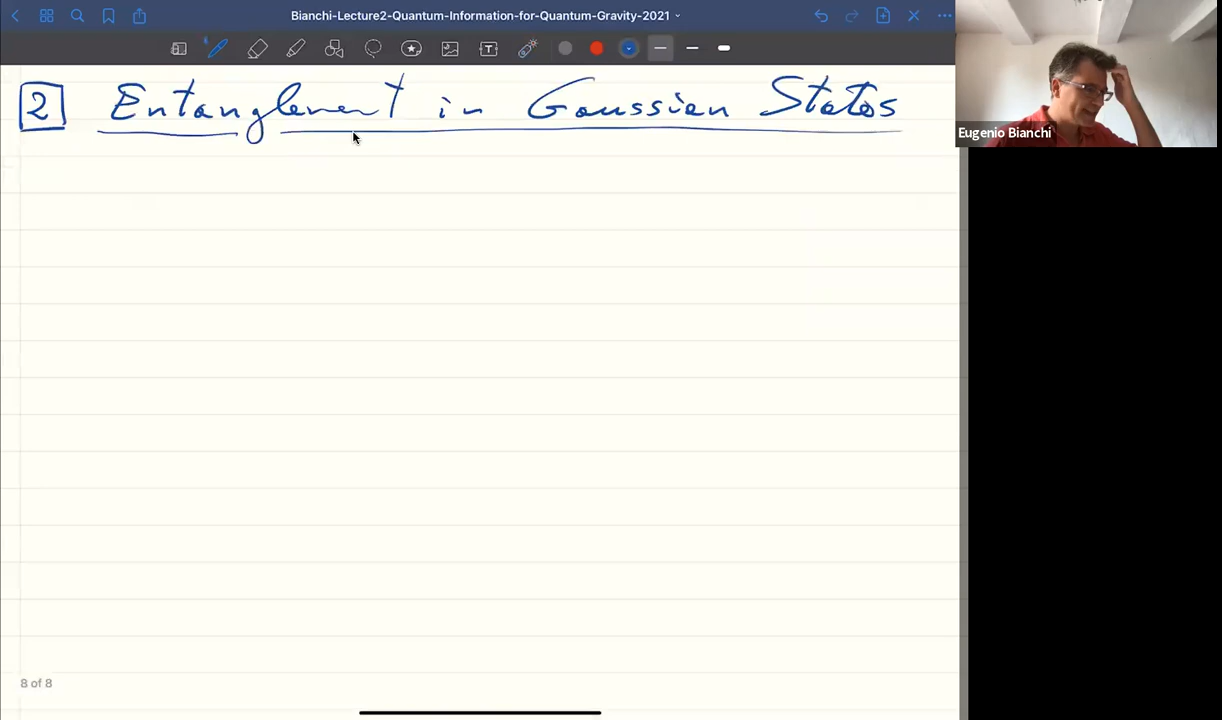 Bianchi-Lecture2-Quantum-Information-for-Quantum-Gravity-2021
2 Entanglement in Gaussian States
Eugenio Bianchi
8 of 8